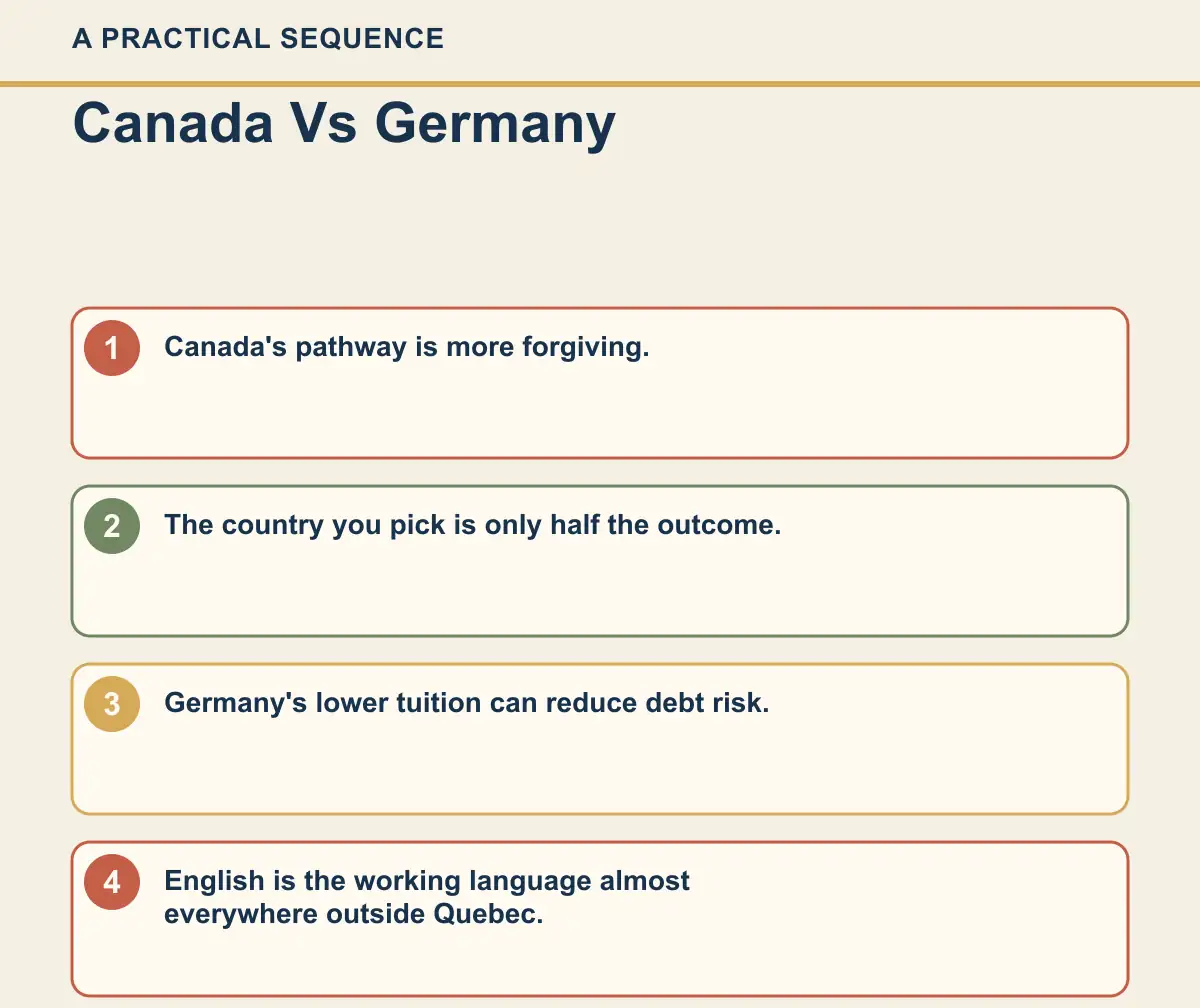 A PRACTICAL SEQUENCE
Canada Vs Germany
1
Canada's pathway is more forgiving.
2
The country you pick is only half the outcome.
3
Germany's lower tuition can reduce debt risk.
4
English is the working language almost
everywhere outside Quebec.